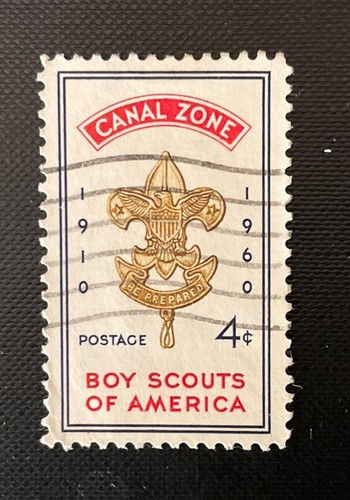 CANAL ZONE
1910
1960
BE PREPARED
POSTAGE 4¢
BOY SCOUTS
OF AMERICA